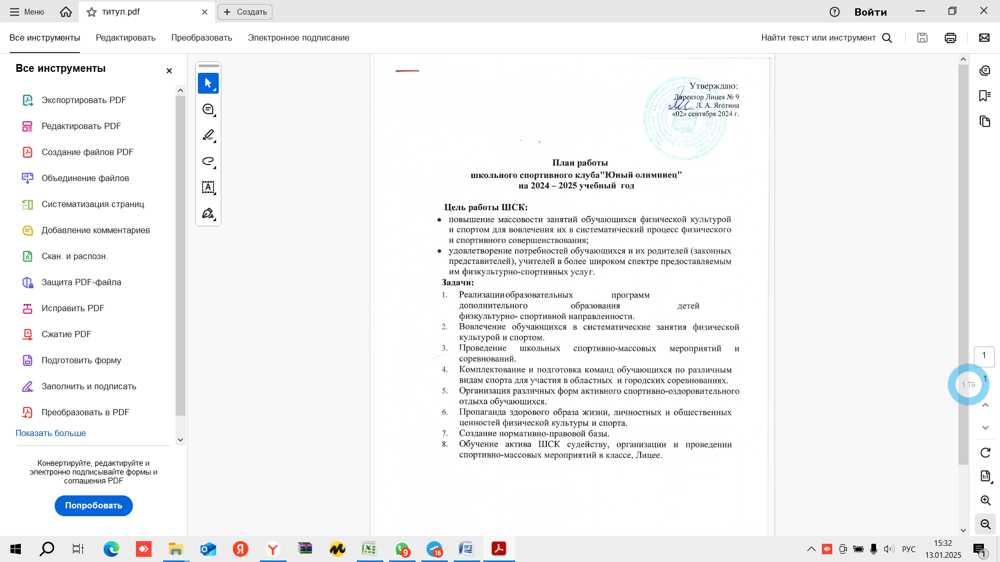 Меню
титул.pdf
Создать
Войти
Все инструменты
Редактировать
Преобразовать
Электронное подписание
Найти текст или инструмент
Все инструменты
Экспортировать PDF
Редактировать PDF
Создание файлов PDF
Объединение файлов
Систематизация страниц
Добавление комментариев
Скан. и распозн.
Защита PDF-файла
Исправить PDF
Сжатие PDF
Подготовить форму
Заполнить и подписать
Преобразовать в PDF
Показать больше
Конвертируйте, редактируйте и
электронно подписывайте формы и
соглашения PDF
Попробовать
Утверждаю:
Директор Лицея № 9
Л. А. Яготина
«02» сентября 2024 г.
План работы
школьного спортивного клуба"Юный олимпиец"
на 2024 – 2025 учебный год
Цель работы ШСК:
• повышение массовости занятий обучающихся физической культурой
и спортом для вовлечения их в систематический процесс физического
и спортивного совершенствования;
• удовлетворение потребностей обучающихся и их родителей (законных
представителей), учителей в более широком спектре предоставляемым
им физкультурно-спортивных услуг.
Задачи:
1. Реализации образовательных программ
дополнительного образования детей
физкультурно- спортивной направленности.
2. Вовлечение обучающихся в систематические занятия физической
культурой и спортом.
3. Проведение школьных спортивно-массовых мероприятий и
соревнований.
4. Комплектование и подготовка команд обучающихся по различным
видам спорта для участия в областных и городских соревнованиях.
5. Организация различных форм активного спортивно-оздоровительного
отдыха обучающихся.
6. Пропаганда здорового образа жизни, личностных и общественных
ценностей физической культуры и спорта.
7. Создание нормативно-правовой базы.
8. Обучение актива ШСК судейству, организации и проведении
спортивно-массовых мероприятий в классе, Лицее.
1
1
1 ТБ
9
16
РУС
15:32
13.01.2025
1